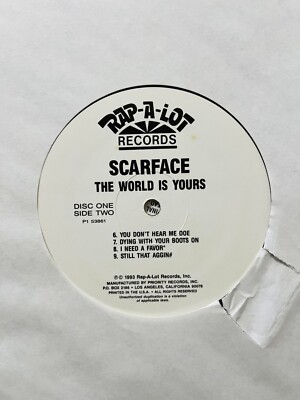 RAP-A-LOT
RECORDS
SCARFACE
THE WORLD IS YOURS
DISC ONE
SIDE TWO
P1 53861
6. YOU DON'T HEAR ME DOE
7. DYING WITH YOUR BOOTS ON
8. I NEED A FAVOR*
9. STILL THAT AGGIN#
℗ © 1993 Rap-A-Lot Records, Inc.
MANUFACTURED BY PRIORITY RECORDS, INC.
P.O. BOX 2186 • LOS ANGELES, CALIFORNIA 90078
PRINTED IN THE U.S.A. • ALL RIGHTS RESERVED.
Unauthorized duplication is a violation
of applicable laws.